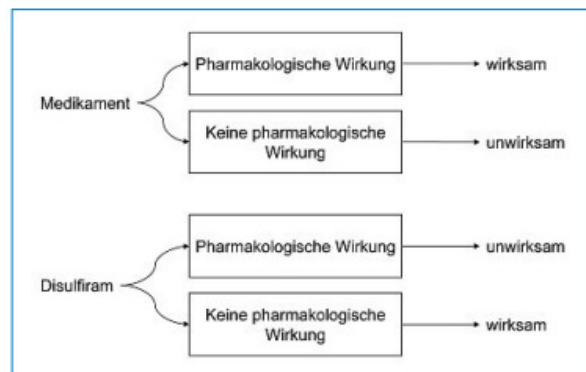 Pharmakologische Wirkung
wirksam
Medikament
Keine pharmakologische
Wirkung
unwirksam
Pharmakologische Wirkung
unwirksam
Disulfiram
Keine pharmakologische
Wirkung
wirksam